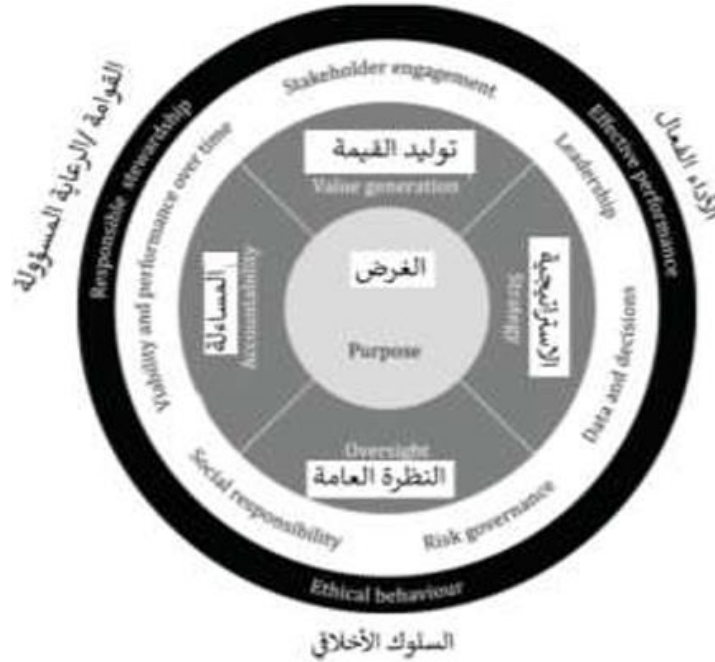 القوامة /الرعاية المسؤولة
Responsible stewardship
Effective performance
الأداء الفعال
Stakeholder engagement
Leadership
Data and decisions
Risk governance
Social responsibility
Viability and performance over time
توليد القيمة
Value generation
الاستراتيجية
Strategy
المساءلة
Accountability
الغرض
Purpose
Oversight
النظرة العامة
Ethical behaviour
السلوك الأخلاقي